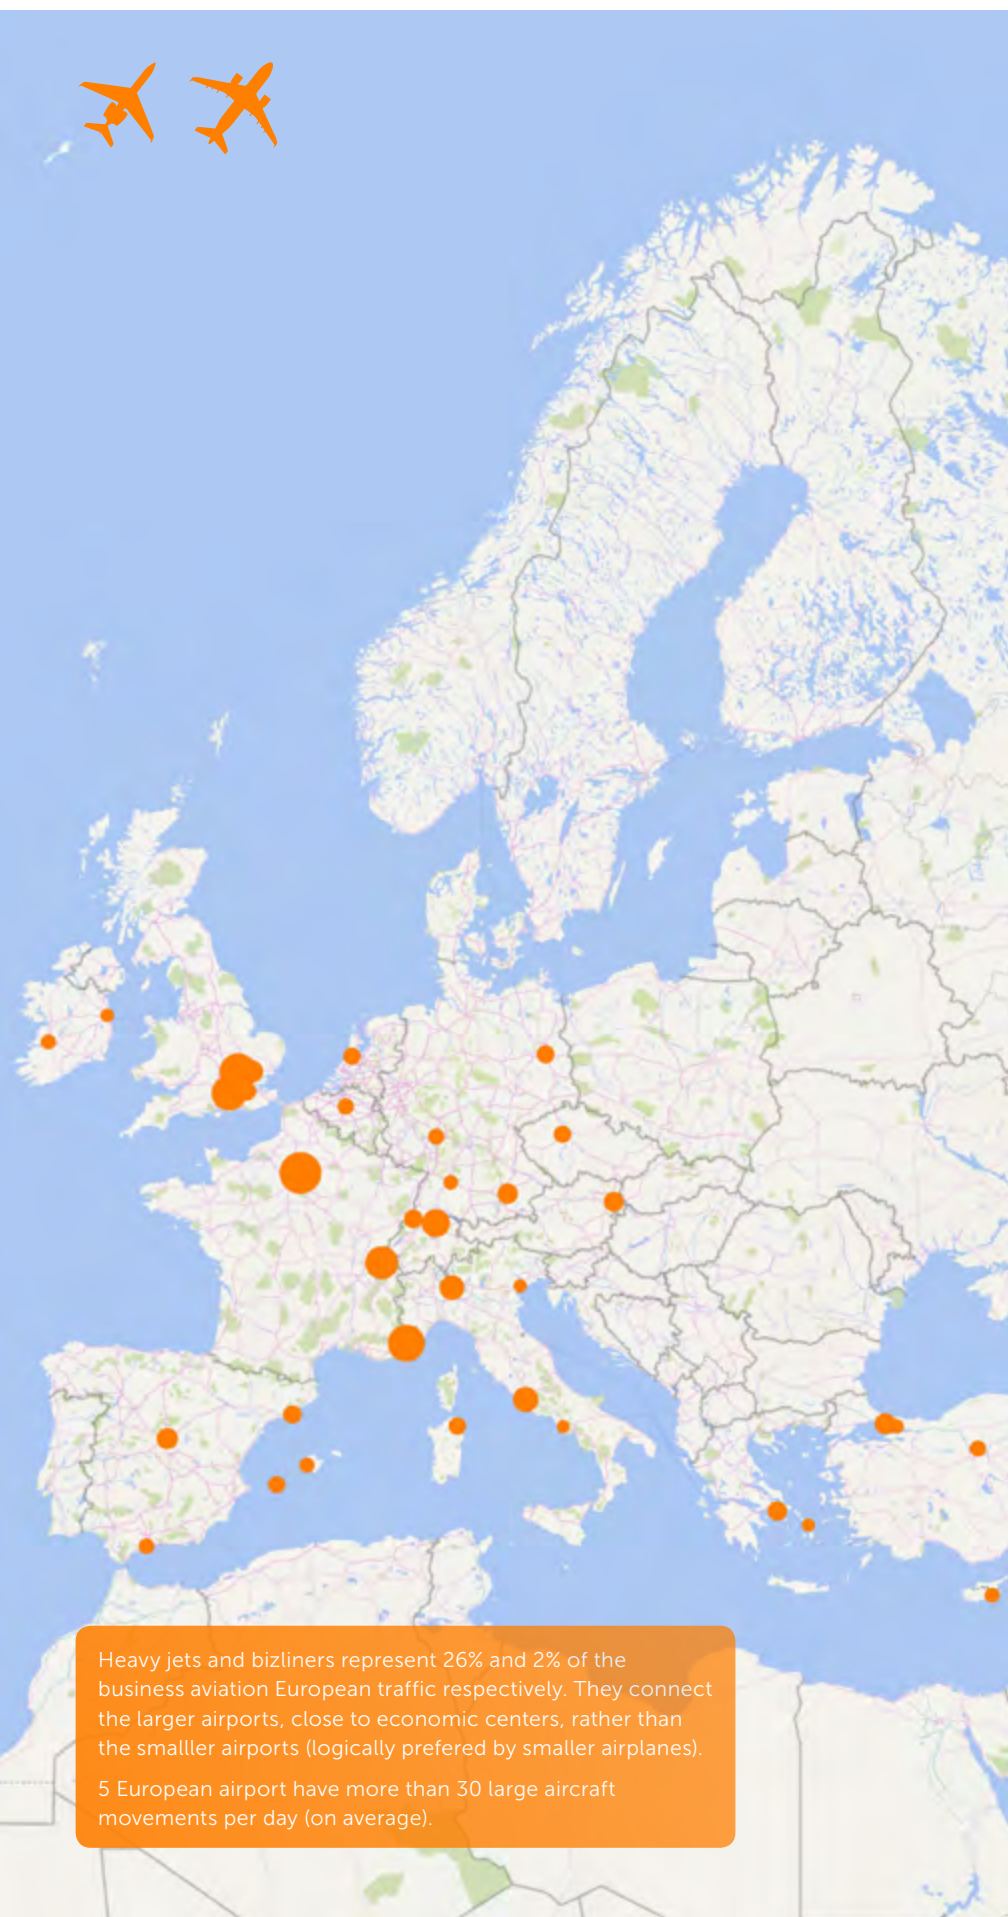 Heavy jets and bizliners represent 26% and 2% of the
business aviation European traffic respectively. They connect
the larger airports, close to economic centers, rather than
the smalller airports (logically prefered by smaller airplanes).
5 European airport have more than 30 large aircraft
movements per day (on average).